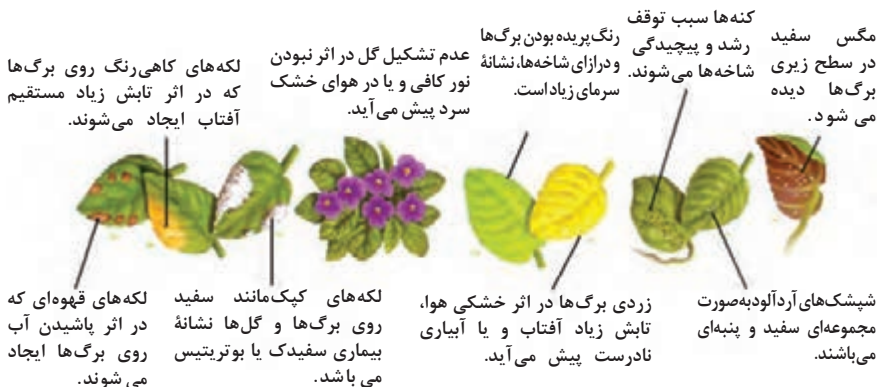 مگس سفید
در سطح زیری
برگ‌ها دیده
می شود.
کنه‌ها سبب توقف
رشد و پیچیدگی
شاخه‌ها می‌شوند.
رنگ‌پریده بودن برگ‌ها
و درازای شاخه‌ها، نشانهٔ
سرمای زیاد است.
عدم تشکیل گل در اثر نبودن
نور کافی و یا در هوای خشک
سرد پیش می‌آید.
لکه‌های کاهی‌رنگ روی برگ‌ها
که در اثر تابش زیاد مستقیم
آفتاب ایجاد می‌شوند.
شپشک‌های آردآلود به‌صورت
مجموعه‌ای سفید و پنبه‌ای
می‌باشند.
زردی برگ‌ها در اثر خشکی هوا،
تابش زیاد آفتاب و یا آبیاری
نادرست پیش می‌آید.
لکه‌های کپک‌مانند سفید
روی برگ‌ها و گل‌ها نشانهٔ
بیماری سفیدک یا بوتریتیس
می باشد.
لکه‌های قهوه‌ای که
در اثر پاشیدن آب
روی برگ‌ها ایجاد
می شوند.